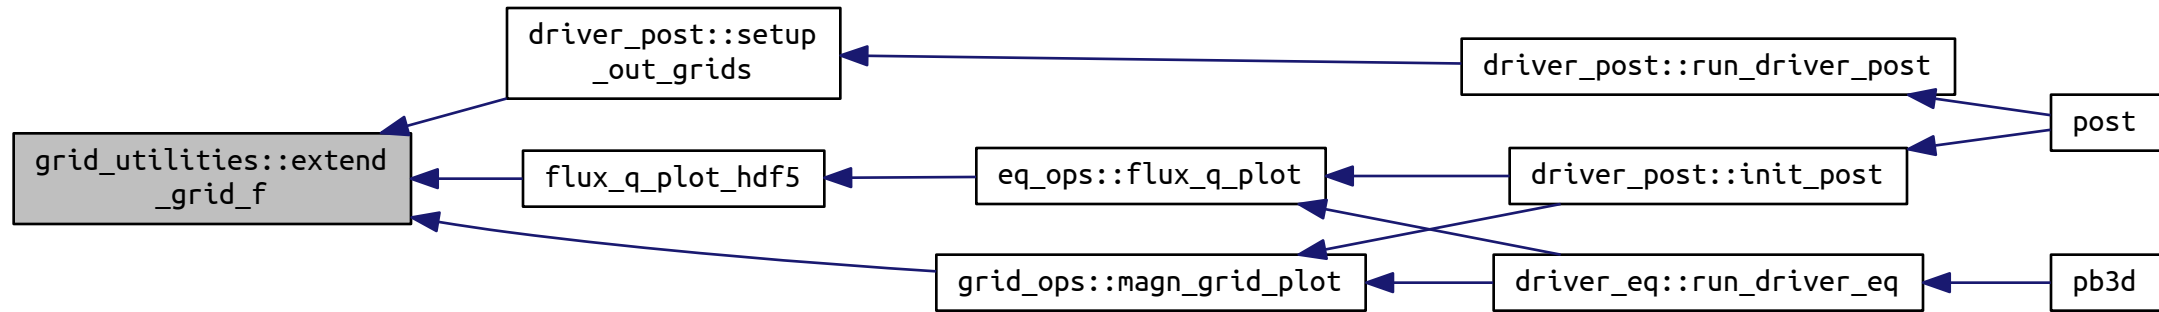 driver_post::setup
_out_grids
driver_post::run_driver_post
post
grid_utilities::extend
_grid_f
flux_q_plot_hdf5
eq_ops::flux_q_plot
driver_post::init_post
grid_ops::magn_grid_plot
driver_eq::run_driver_eq
pb3d